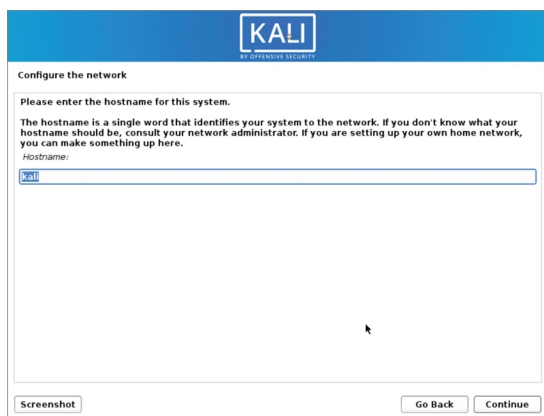 KALI
BY OFFENSIVE SECURITY
Configure the network
Please enter the hostname for this system.
The hostname is a single word that identifies your system to the network. If you don't know what your
hostname should be, consult your network administrator. If you are setting up your own home network,
you can make something up here.
Hostname:
kali
Screenshot
Go Back
Continue